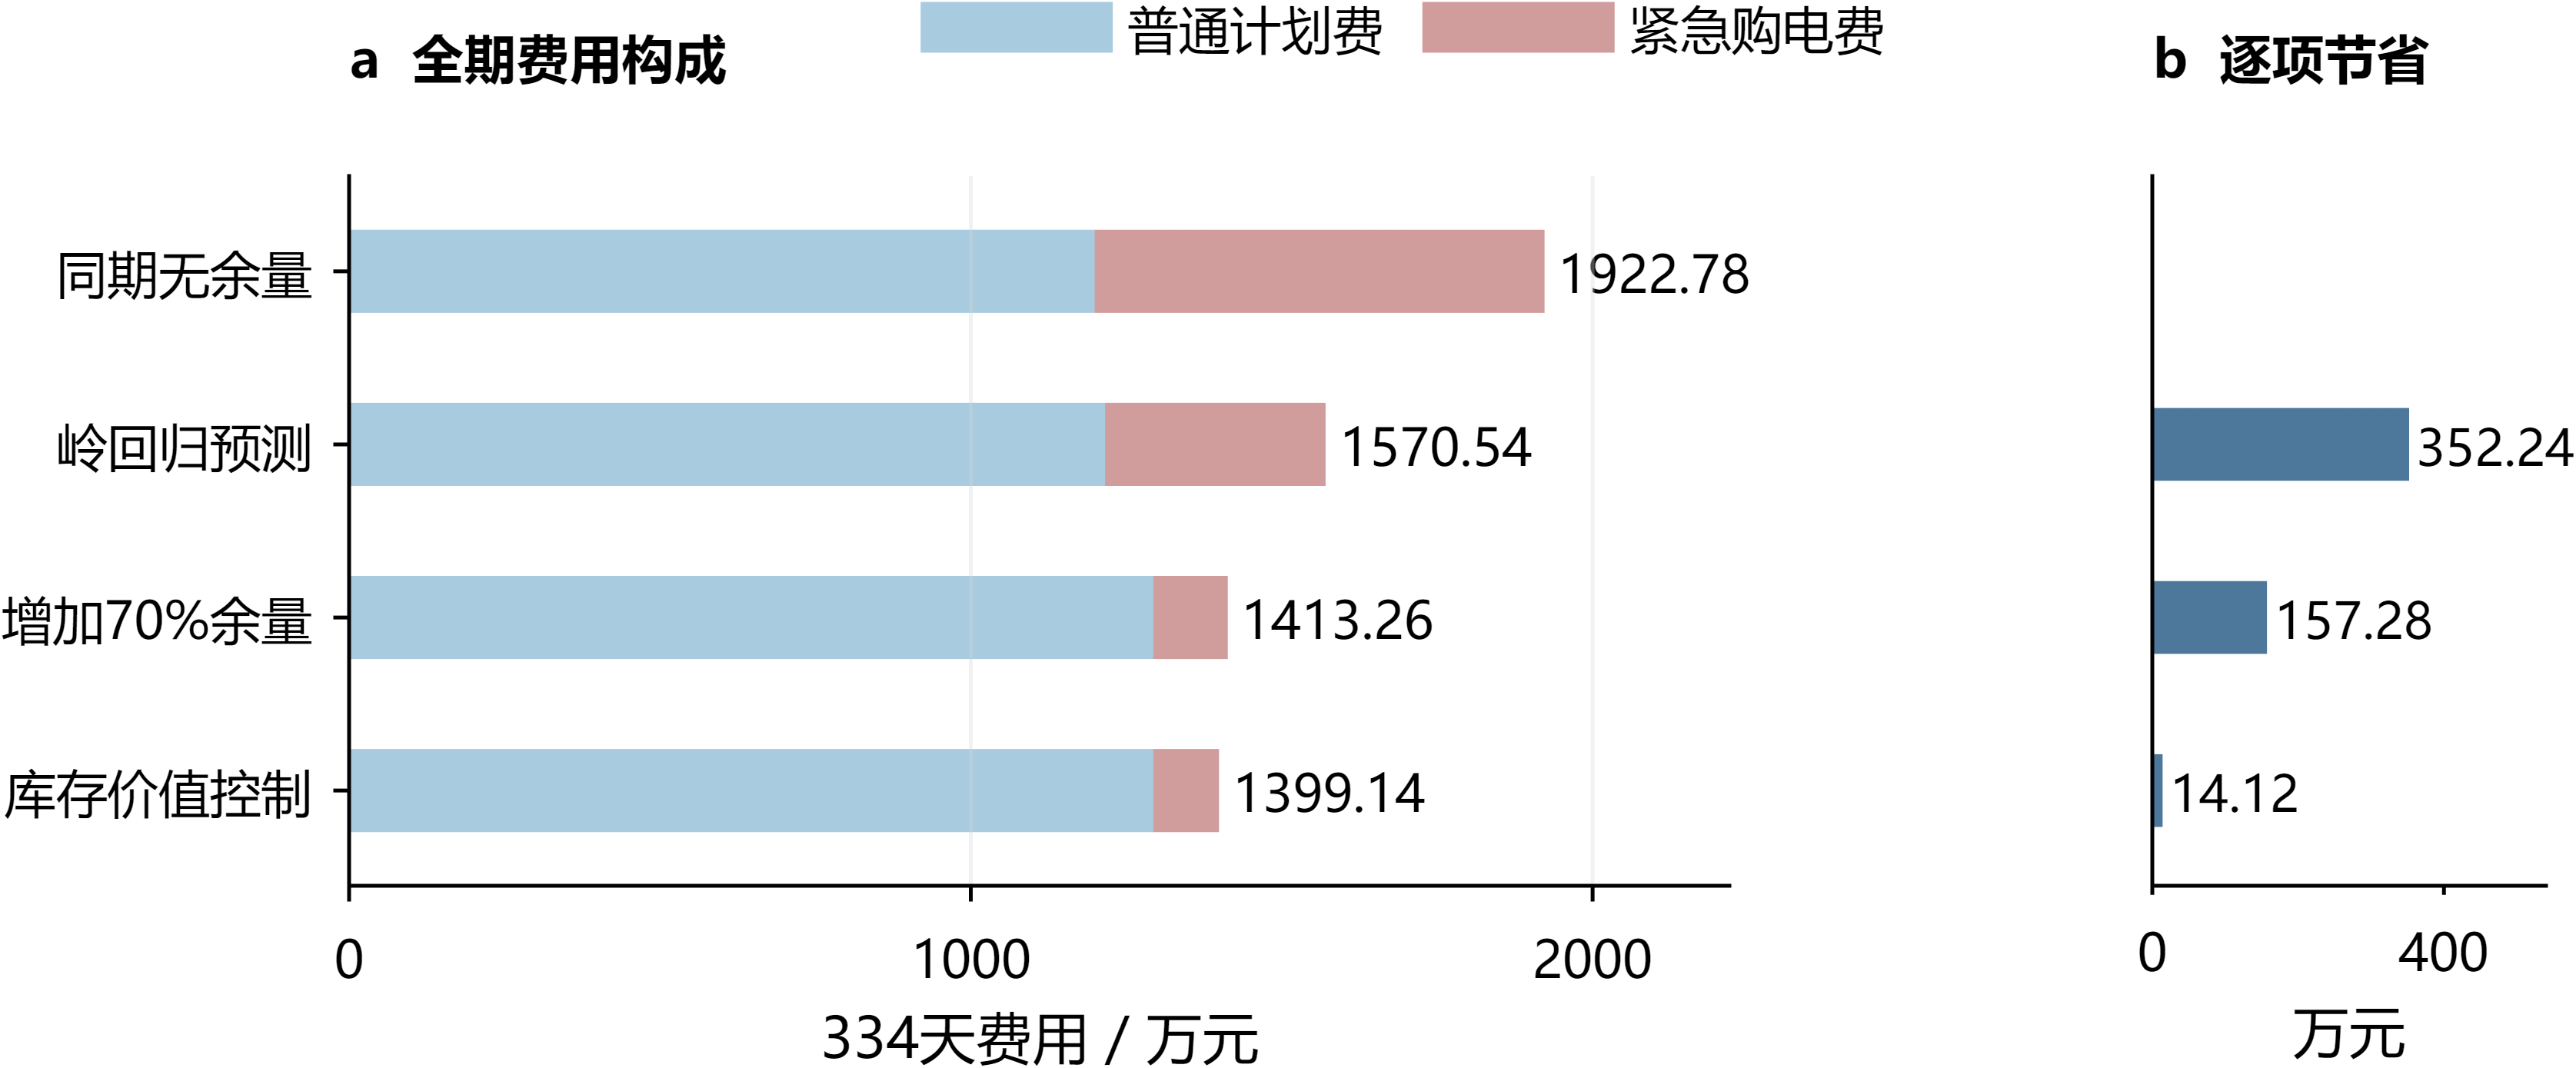 普通计划费 紧急购电费
a 全期费用构成
同期无余量 1922.78
岭回归预测 1570.54
增加70%余量 1413.26
库存价值控制 1399.14
0 1000 2000
334天费用 / 万元
b 逐项节省
352.24
157.28
14.12
0 400
万元